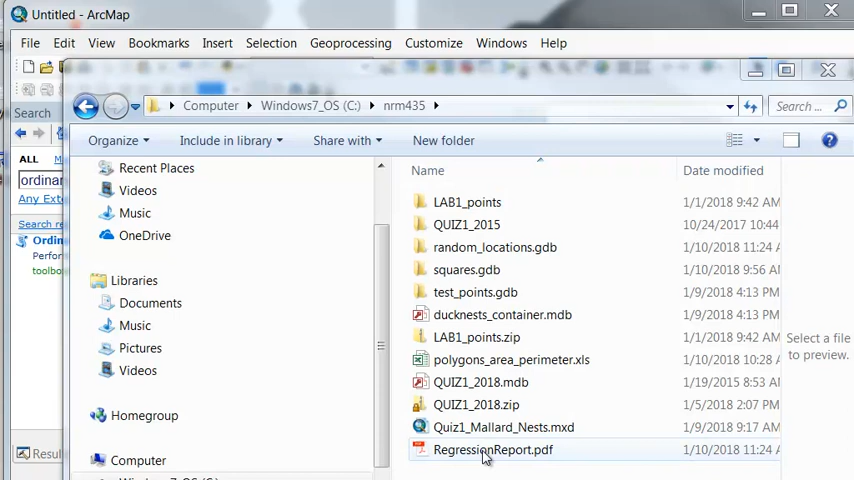 Untitled - ArcMap
File Edit View Bookmarks Insert Selection Geoprocessing Customize Windows Help
Search
Computer Windows7_OS (C:) nrm435 Search...
Organize Include in library Share with New folder
ALL
ordinar
Any Ext
Search re
Ordin
Perfor
toolbo
Results
Recent Places
Videos
Music
OneDrive
Libraries
Documents
Music
Pictures
Videos
Homegroup
Computer
Windows7_OS (C:)
Name Date modified
LAB1_points 1/1/2018 9:42 AM
QUIZ1_2015 10/24/2017 10:44
random_locations.gdb 1/10/2018 11:24 A
squares.gdb 1/10/2018 9:56 AM
test_points.gdb 1/9/2018 4:13 PM
ducknests_container.mdb 1/9/2018 4:13 PM
LAB1_points.zip 1/1/2018 9:42 AM
polygons_area_perimeter.xls 1/10/2018 10:28 A
QUIZ1_2018.mdb 1/19/2015 8:53 AM
QUIZ1_2018.zip 1/5/2018 2:07 PM
Quiz1_Mallard_Nests.mxd 1/9/2018 9:17 AM
RegressionReport.pdf 1/10/2018 11:24 A
Select a file
to preview.